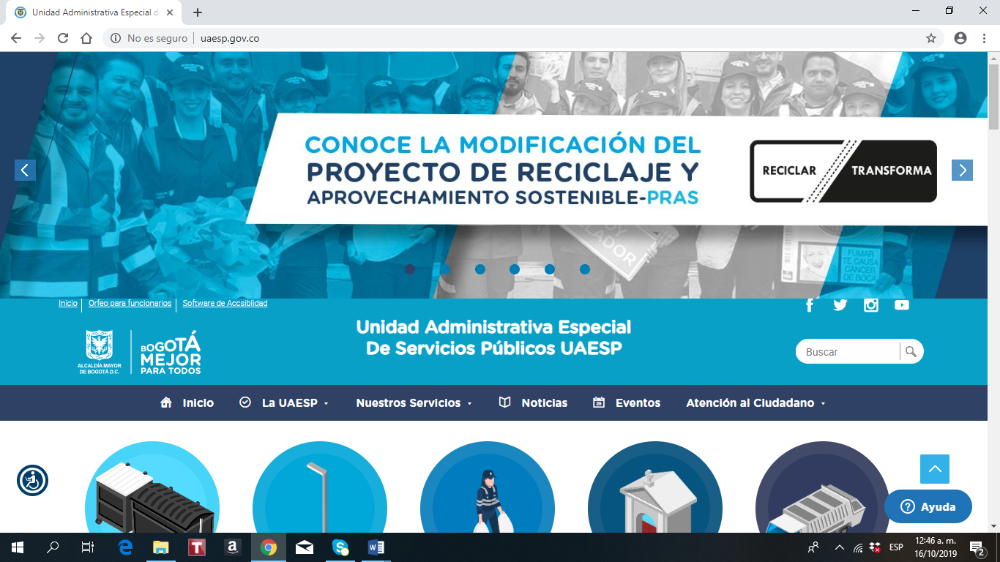 Unidad Administrativa Especial d
No es seguro
uaesp.gov.co
CONOCE LA MODIFICACIÓN DEL
PROYECTO DE RECICLAJE Y
APROVECHAMIENTO SOSTENIBLE-PRAS
RECICLAR TRANSFORMA
FUMAR
TE CAUSA
CÁNCER
DE BOCA
Inicio
Orfeo para funcionarios
Software de Accsiblidad
ALCALDÍA MAYOR
DE BOGOTÁ D.C.
BOGOTÁ
MEJOR
PARA TODOS
Unidad Administrativa Especial
De Servicios Públicos UAESP
Buscar
Inicio
La UAESP
Nuestros Servicios
25
Noticias
Eventos
Atención al Ciudadano
Ayuda
ESP
12:46 a. m.
16/10/2019
2